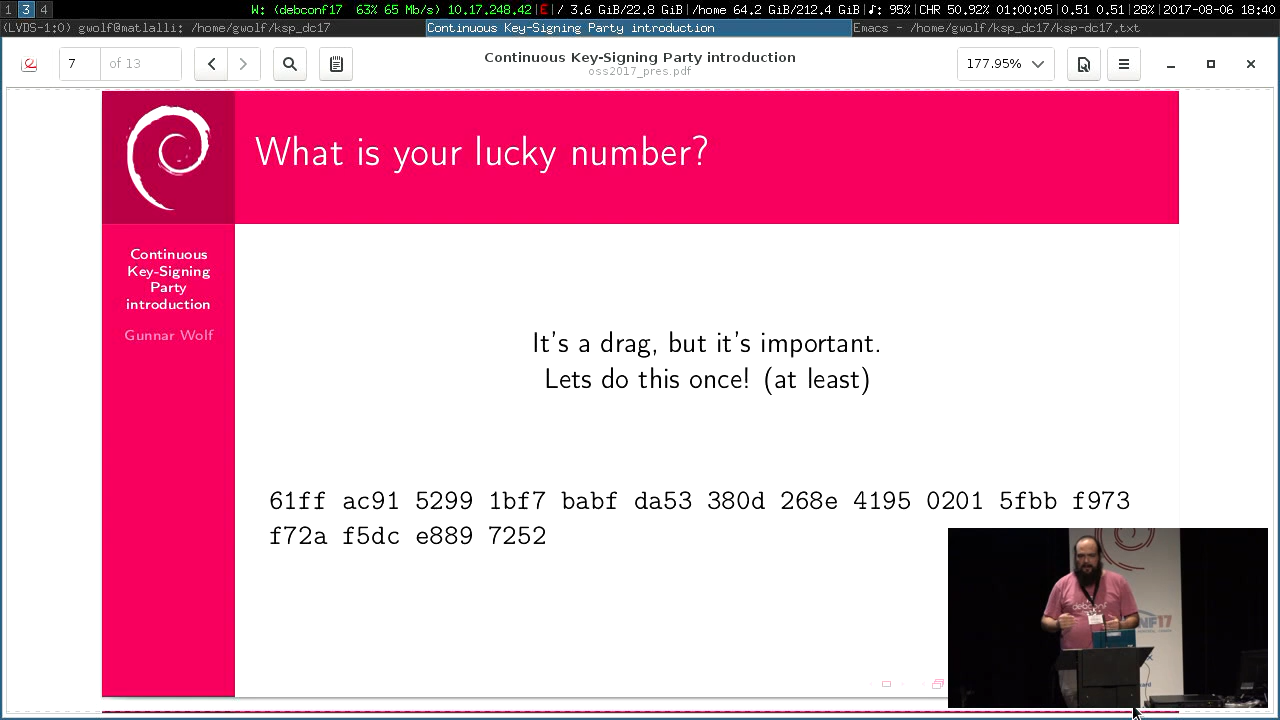 1 3 4 W: (debconf17 63% 65 Mb/s) 10.17.248.42|E|/ 3.6 GiB/22.8 GiB|/home 64.2 GiB/212.4 GiB|♪: 95%|CHR 50.92% 01:00:05|0.51 0.51|28%|2017-08-06 18:40
(LVDS-1:0) gwolf@matlalli: /home/gwolf/ksp_dc17 Continuous Key-Signing Party introduction Emacs - /home/gwolf/ksp_dc17/ksp-dc17.txt
7 of 13 Continuous Key-Signing Party introduction 177.95%
oss2017_pres.pdf
What is your lucky number?
Continuous
Key-Signing
Party
introduction
Gunnar Wolf
It's a drag, but it's important.
Lets do this once! (at least)
61ff ac91 5299 1bf7 babf da53 380d 268e 4195 0201 5fbb f973
f72a f5dc e889 7252
debconf
NF17